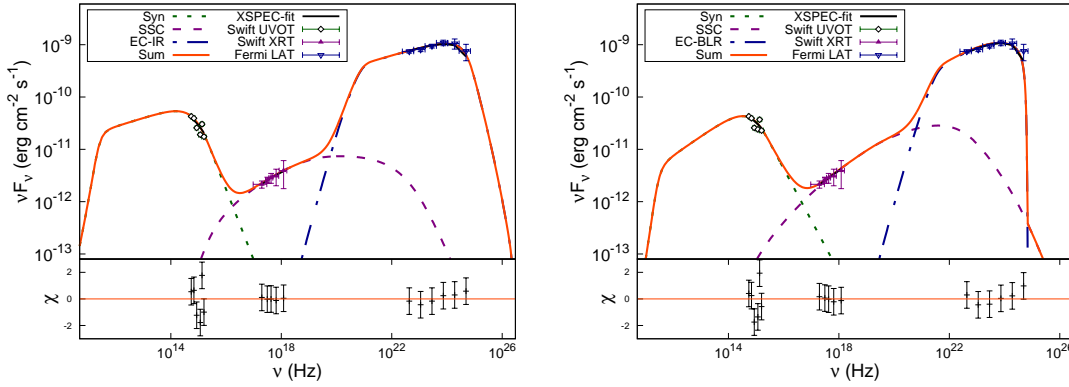 Syn XSPEC-fit
SSC Swift UVOT
EC-IR Swift XRT
Sum Fermi LAT
νFν (erg cm-2 s-1)
10-9
10-10
10-11
10-12
10-13
χ
2
0
-2
10^14 10^18 10^22 10^26
ν (Hz)
Syn XSPEC-fit
SSC Swift UVOT
EC-BLR Swift XRT
Sum Fermi LAT
νFν (erg cm-2 s-1)
10-9
10-10
10-11
10-12
10-13
χ
2
0
-2
10^14 10^18 10^22 10^26
ν (Hz)